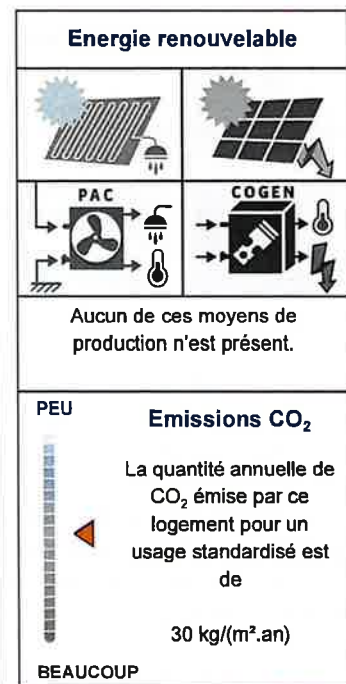 Energie renouvelable
PAC
COGEN
Aucun de ces moyens de
production n'est présent.
PEU
Emissions CO₂
La quantité annuelle de
CO₂ émise par ce
logement pour un
usage standardisé est
de
30 kg/(m².an)
BEAUCOUP